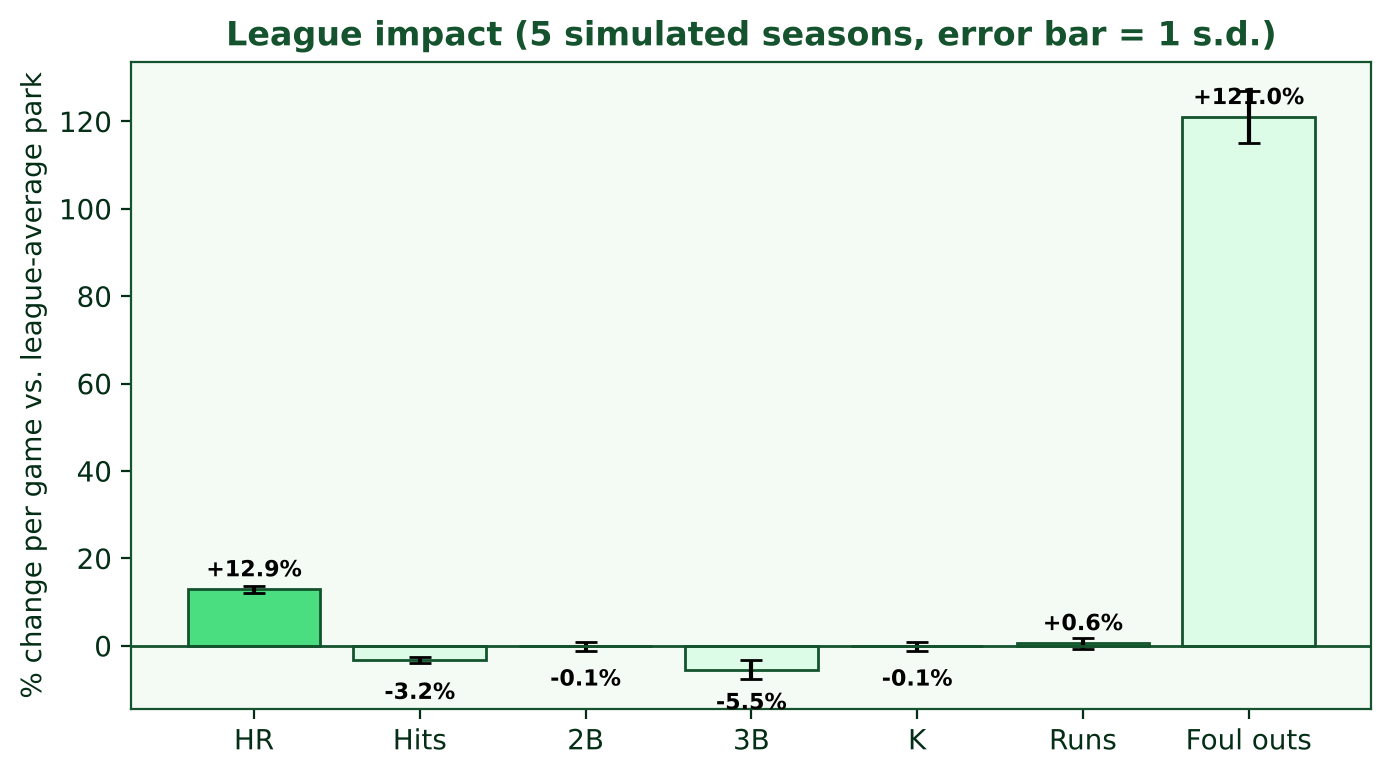 League impact (5 simulated seasons, error bar = 1 s.d.)
% change per game vs. league-average park
120
100
80
60
40
20
0
+12.9%
-3.2%
-0.1%
-5.5%
-0.1%
+0.6%
+121.0%
HR
Hits
2B
3B
K
Runs
Foul outs